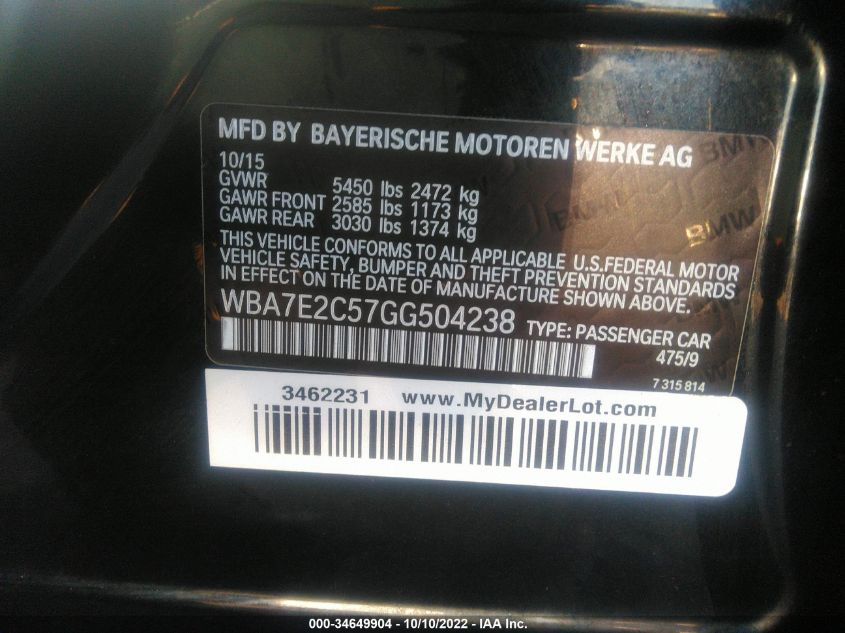 MFD BY BAYERISCHE MOTOREN WERKE AG
10/15
GVWR 5450 lbs 2472 kg
GAWR FRONT 2585 lbs 1173 kg
GAWR REAR 3030 lbs 1374 kg
THIS VEHICLE CONFORMS TO ALL APPLICABLE U.S.FEDERAL MOTOR
VEHICLE SAFETY, BUMPER AND THEFT PREVENTION STANDARDS
IN EFFECT ON THE DATE OF MANUFACTURE SHOWN ABOVE.
WBA7E2C57GG504238 TYPE: PASSENGER CAR
475/9
7 315 814
BMW
BMW
BMW
3462231 www.MyDealerLot.com
000-34649904 - 10/10/2022 - IAA Inc.